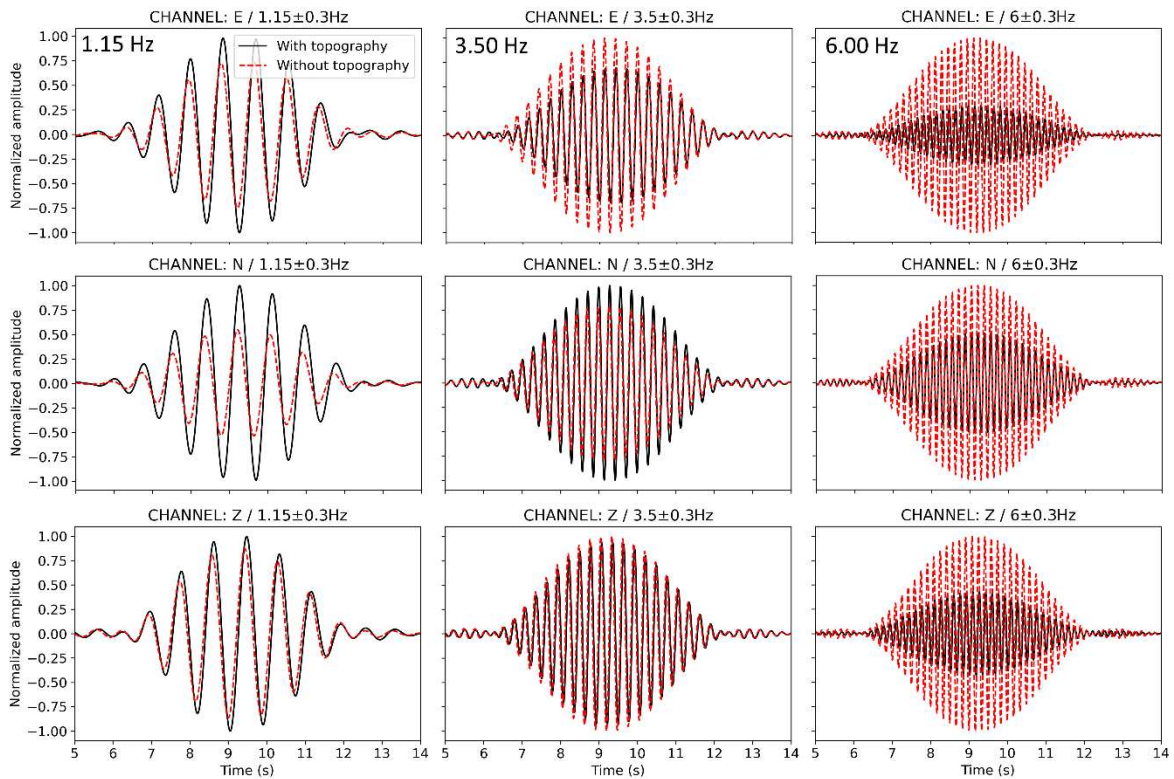 CHANNEL: E / 1.15±0.3Hz
1.15 Hz
With topography
Without topography
Normalized amplitude
1.00
0.75
0.50
0.25
0.00
−0.25
−0.50
−0.75
−1.00
CHANNEL: E / 3.5±0.3Hz
3.50 Hz
CHANNEL: E / 6±0.3Hz
6.00 Hz
CHANNEL: N / 1.15±0.3Hz
Normalized amplitude
1.00
0.75
0.50
0.25
0.00
−0.25
−0.50
−0.75
−1.00
CHANNEL: N / 3.5±0.3Hz
CHANNEL: N / 6±0.3Hz
CHANNEL: Z / 1.15±0.3Hz
Normalized amplitude
1.00
0.75
0.50
0.25
0.00
−0.25
−0.50
−0.75
−1.00
5 6 7 8 9 10 11 12 13 14
Time (s)
CHANNEL: Z / 3.5±0.3Hz
5 6 7 8 9 10 11 12 13 14
Time (s)
CHANNEL: Z / 6±0.3Hz
5 6 7 8 9 10 11 12 13 14
Time (s)